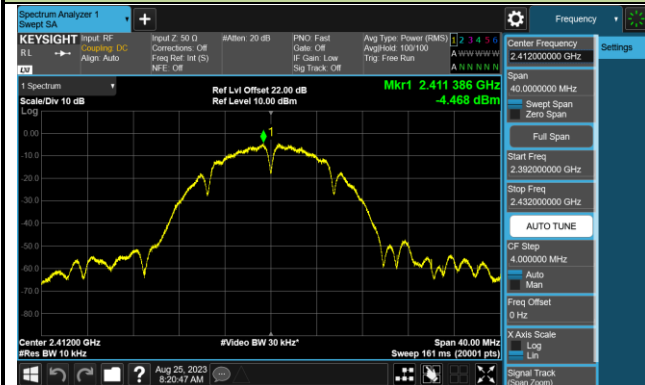 Spectrum Analyzer 1
Swept SA
+
Frequency
KEYSIGHT
RL
LXI
Input: RF
Coupling: DC
Align: Auto
Input Z: 50 Ω
Corrections: Off
Freq Ref: Int (S)
NFE: Off
#Atten: 20 dB
PNO: Fast
Gate: Off
IF Gain: Low
Sig Track: Off
Avg Type: Power (RMS)
Avg|Hold: 100/100
Trig: Free Run
1 2 3 4 5 6
A W W W W W
A N N N N N
1 Spectrum
Scale/Div 10 dB
Log
Ref Lvl Offset 22.00 dB
Ref Level 10.00 dBm
Mkr1 2.411 386 GHz
-4.468 dBm
1
0.00
-10.0
-20.0
-30.0
-40.0
-50.0
-60.0
-70.0
-80.0
Center 2.41200 GHz
#Res BW 10 kHz
#Video BW 30 kHz*
Span 40.00 MHz
Sweep 161 ms (20001 pts)
Aug 25, 2023
8:20:47 AM
?
Center Frequency
2.412000000 GHz
Settings
Span
40.0000000 MHz
Swept Span
Zero Span
Full Span
Start Freq
2.392000000 GHz
Stop Freq
2.432000000 GHz
AUTO TUNE
CF Step
4.000000 MHz
Auto
Man
Freq Offset
0 Hz
X Axis Scale
Log
Lin
Signal Track
(Span Zoom)